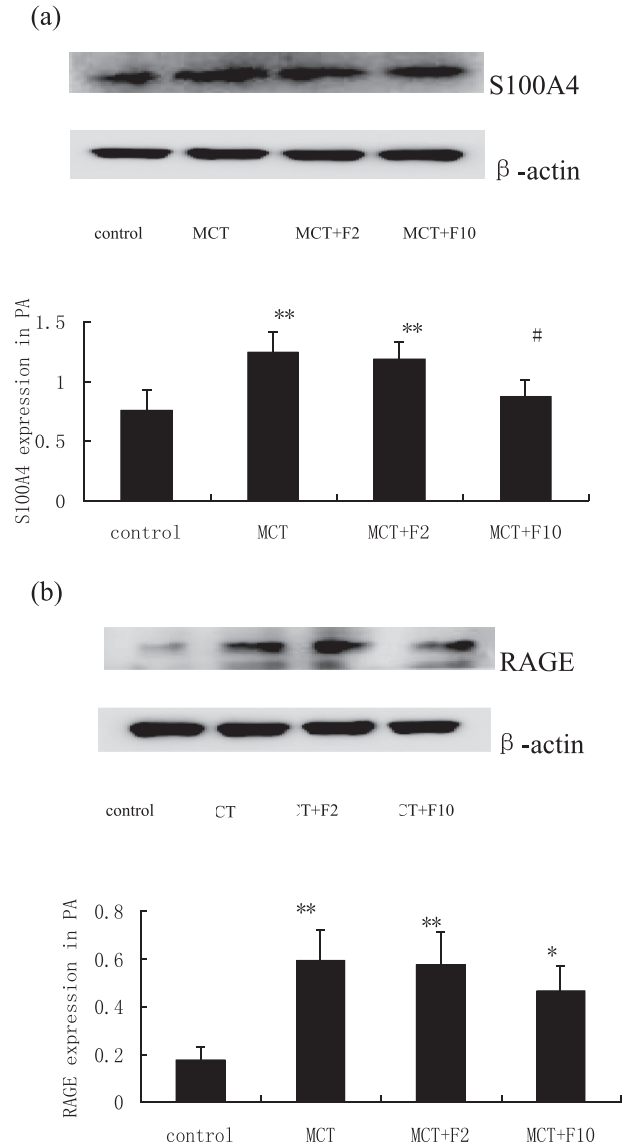 (a)
S100A4
β-actin
control MCT MCT+F2 MCT+F10
S100A4 expression in PA
1.5
1
0.5
0
** ** #
control MCT MCT+F2 MCT+F10
(b)
RAGE
β-actin
control CT CT+F2 CT+F10
RAGE expression in PA
0.8
0.6
0.4
0.2
0
** ** *
control MCT MCT+F2 MCT+F10